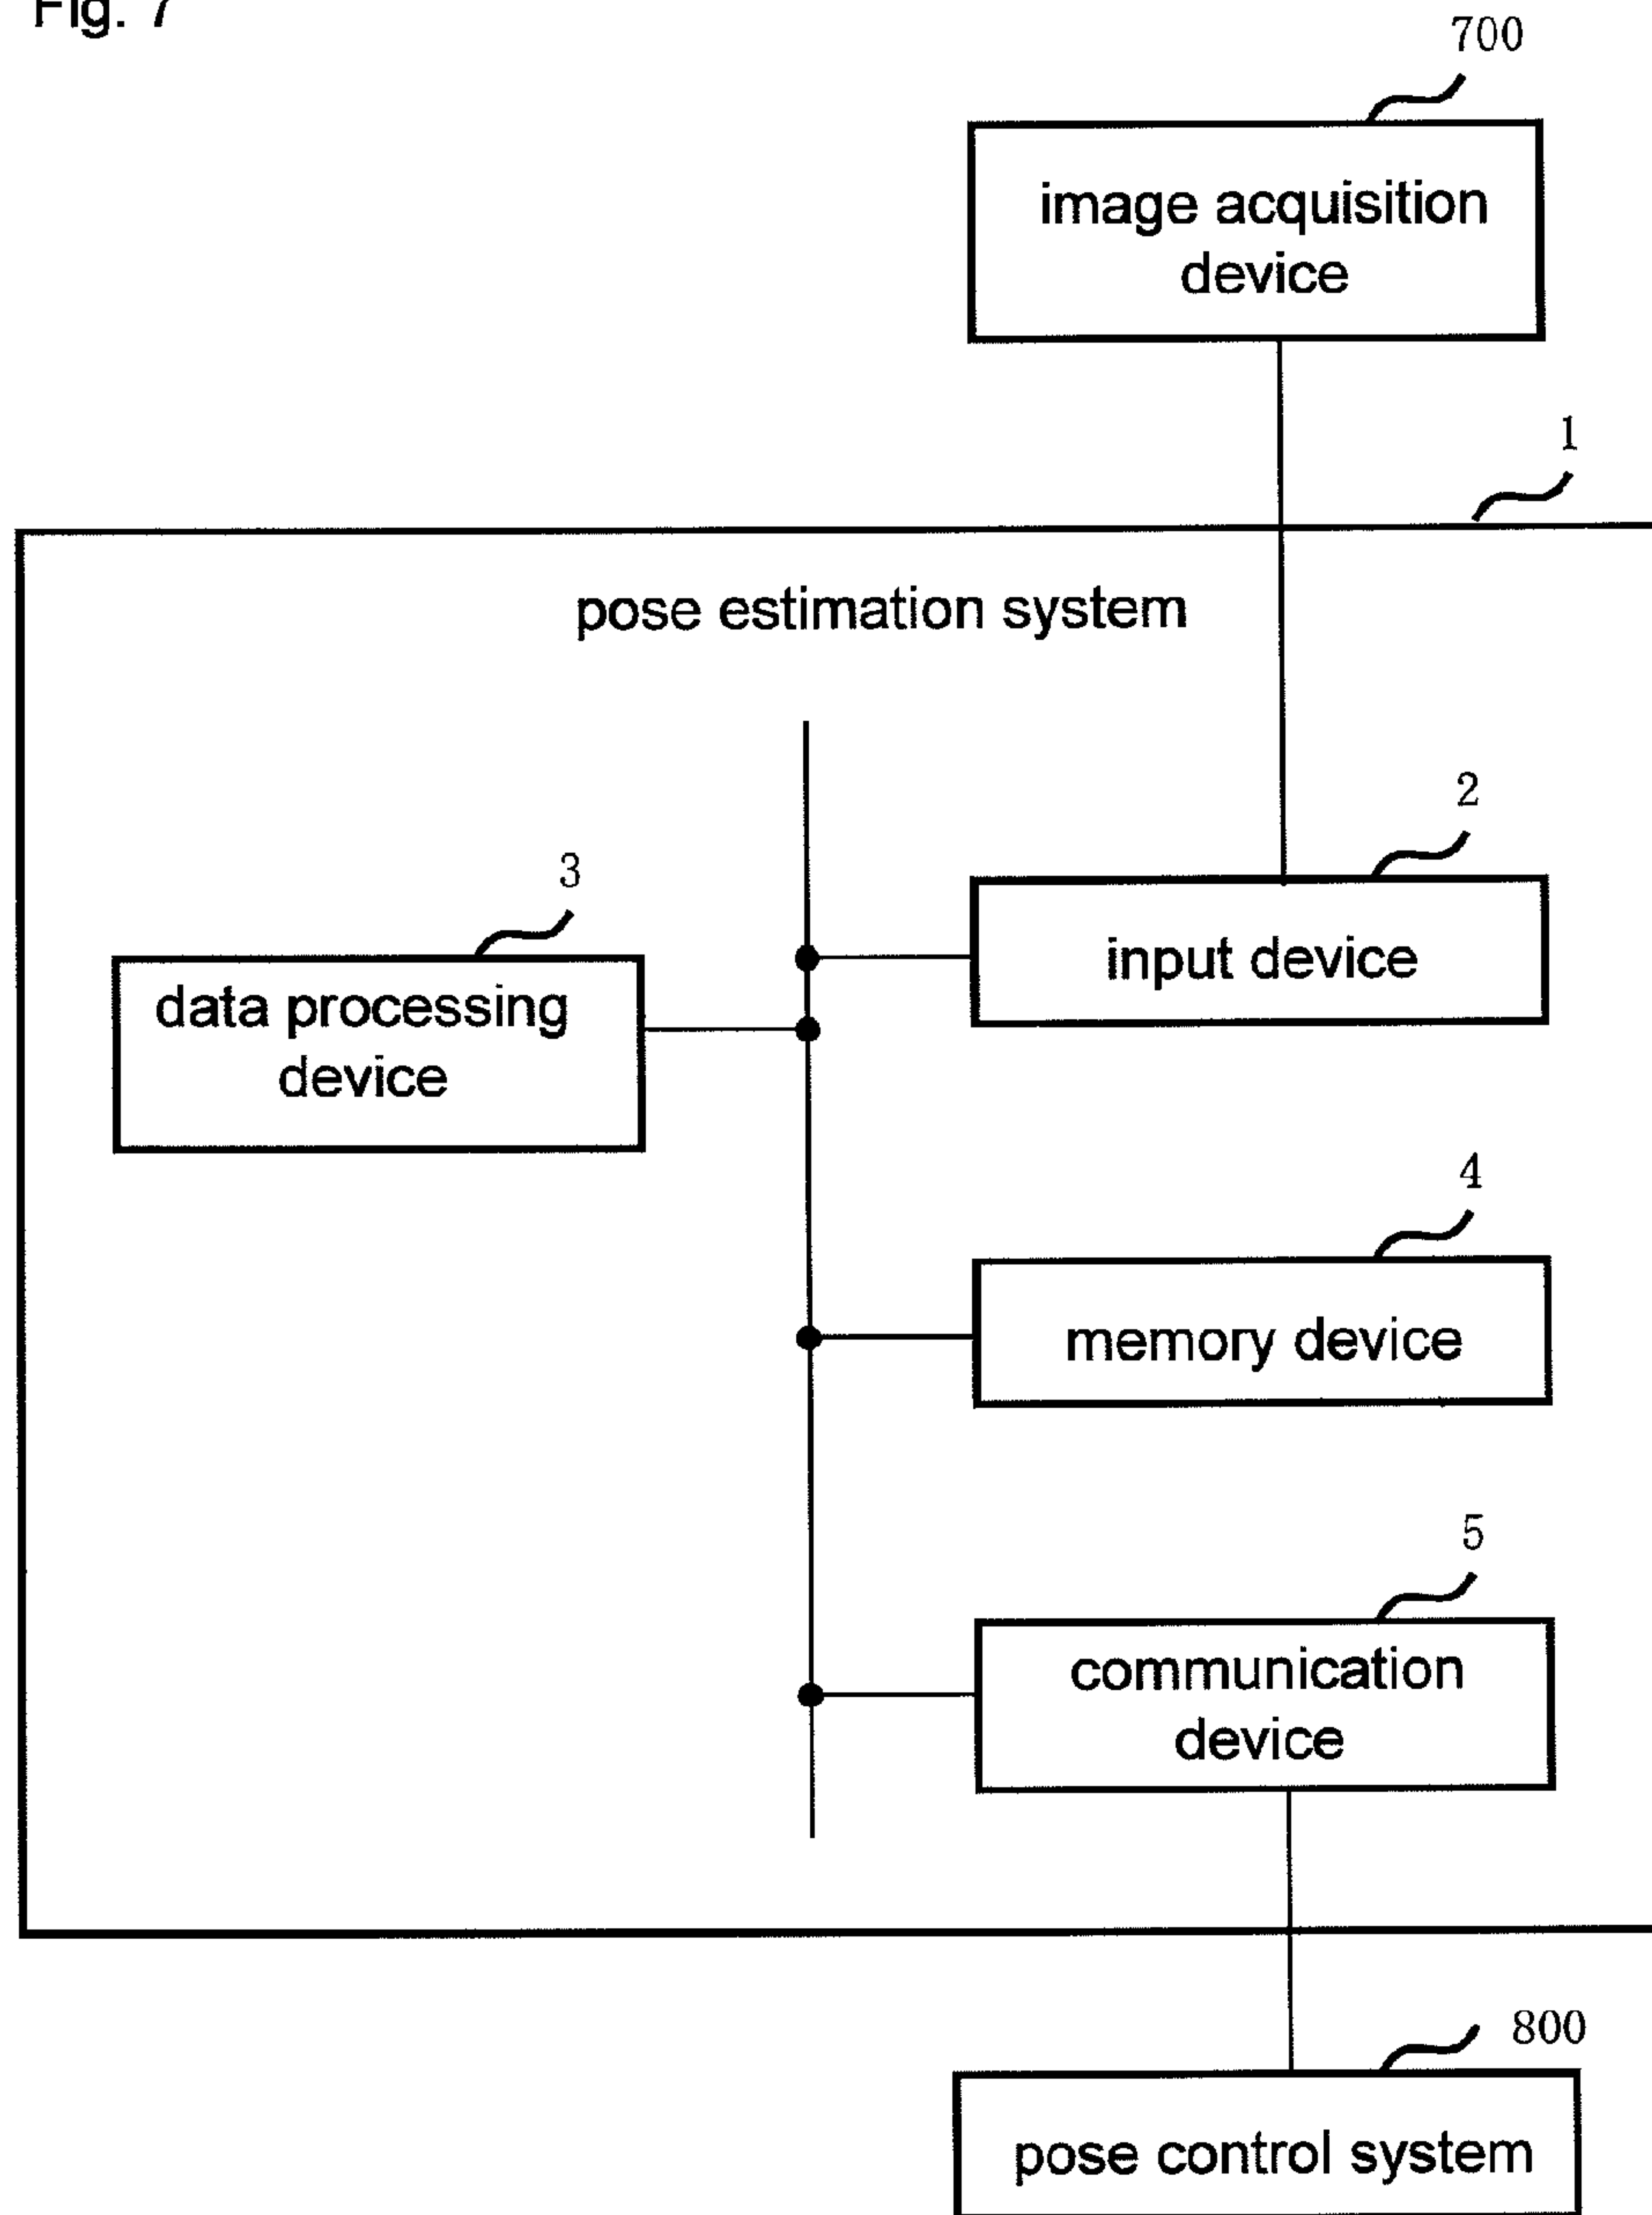 Fig. 7
700
image acquisition
device
1
pose estimation system
2
input device
3
data processing
device
4
memory device
5
communication
device
800
pose control system